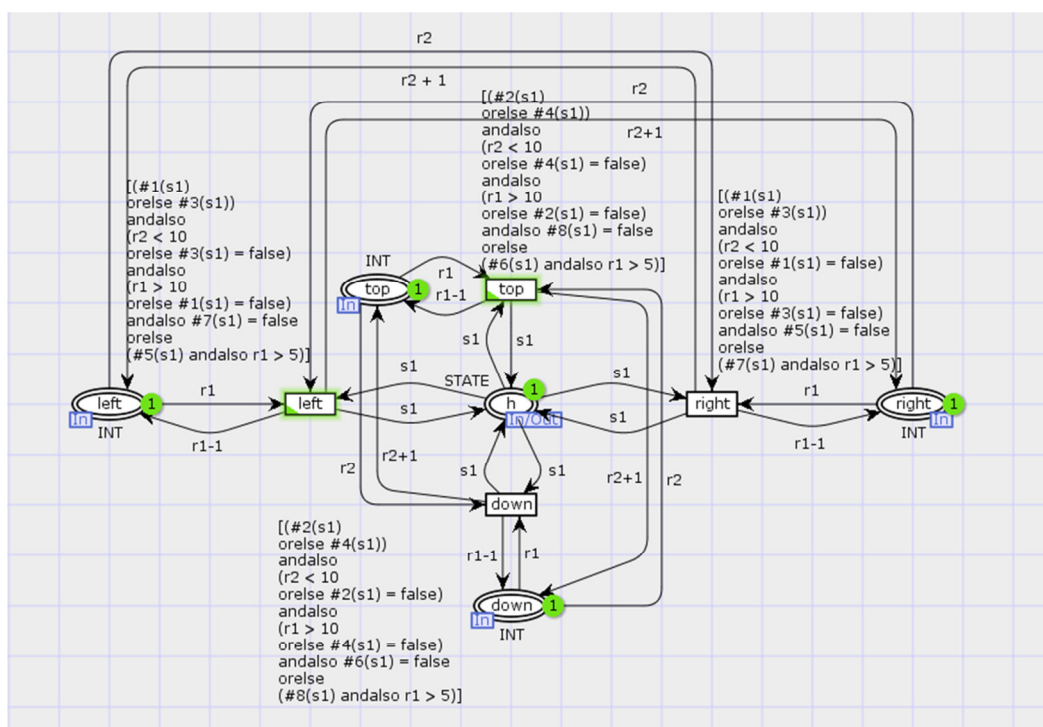 r2
r2 + 1
r2
r2+1
[(#2(s1)
orelse #4(s1))
andalso
(r2 < 10
orelse #4(s1) = false)
andalso
(r1 > 10
orelse #2(s1) = false)
andalso #8(s1) = false
orelse
(#6(s1) andalso r1 > 5)]
[(#1(s1)
orelse #3(s1))
andalso
(r2 < 10
orelse #3(s1) = false)
andalso
(r1 > 10
orelse #1(s1) = false)
andalso #7(s1) = false
orelse
(#5(s1) andalso r1 > 5)]
[(#1(s1)
orelse #3(s1))
andalso
(r2 < 10
orelse #1(s1) = false)
andalso
(r1 > 10
orelse #3(s1) = false)
andalso #5(s1) = false
orelse
(#7(s1) andalso r1 > 5)]
INT
top
1
In
r1
r1-1
top
s1
s1
left
1
In
INT
r1
r1-1
left
s1
s1
STATE
h
1
In/Out
s1
s1
right
r1
r1-1
right
1
In
INT
r2
r2+1
s1
s1
r2+1
r2
down
r1-1
r1
down
1
In
INT
[(#2(s1)
orelse #4(s1))
andalso
(r2 < 10
orelse #2(s1) = false)
andalso
(r1 > 10
orelse #4(s1) = false)
andalso #6(s1) = false
orelse
(#8(s1) andalso r1 > 5)]